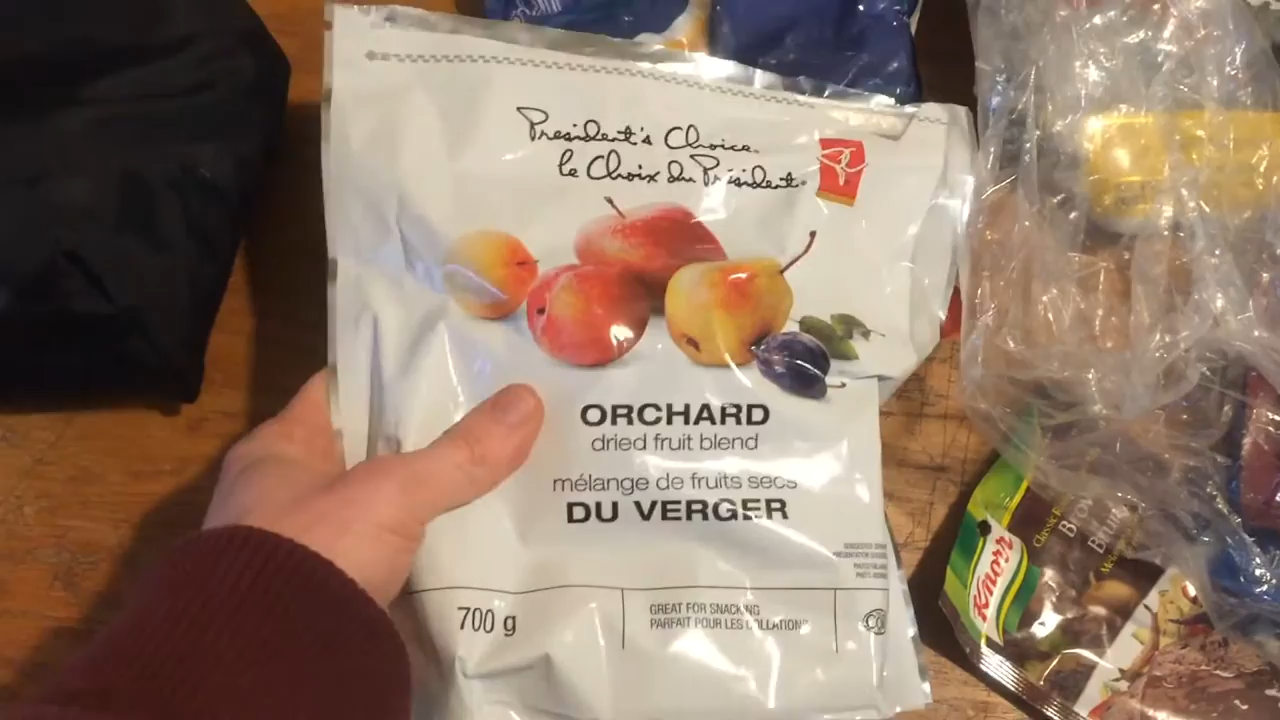 President's Choice
le Choix du Président
PC
ORCHARD
dried fruit blend
mélange de fruits secs
DU VERGER
700 g
GREAT FOR SNACKING
PARFAIT POUR LES COLLATIONS
Knorr